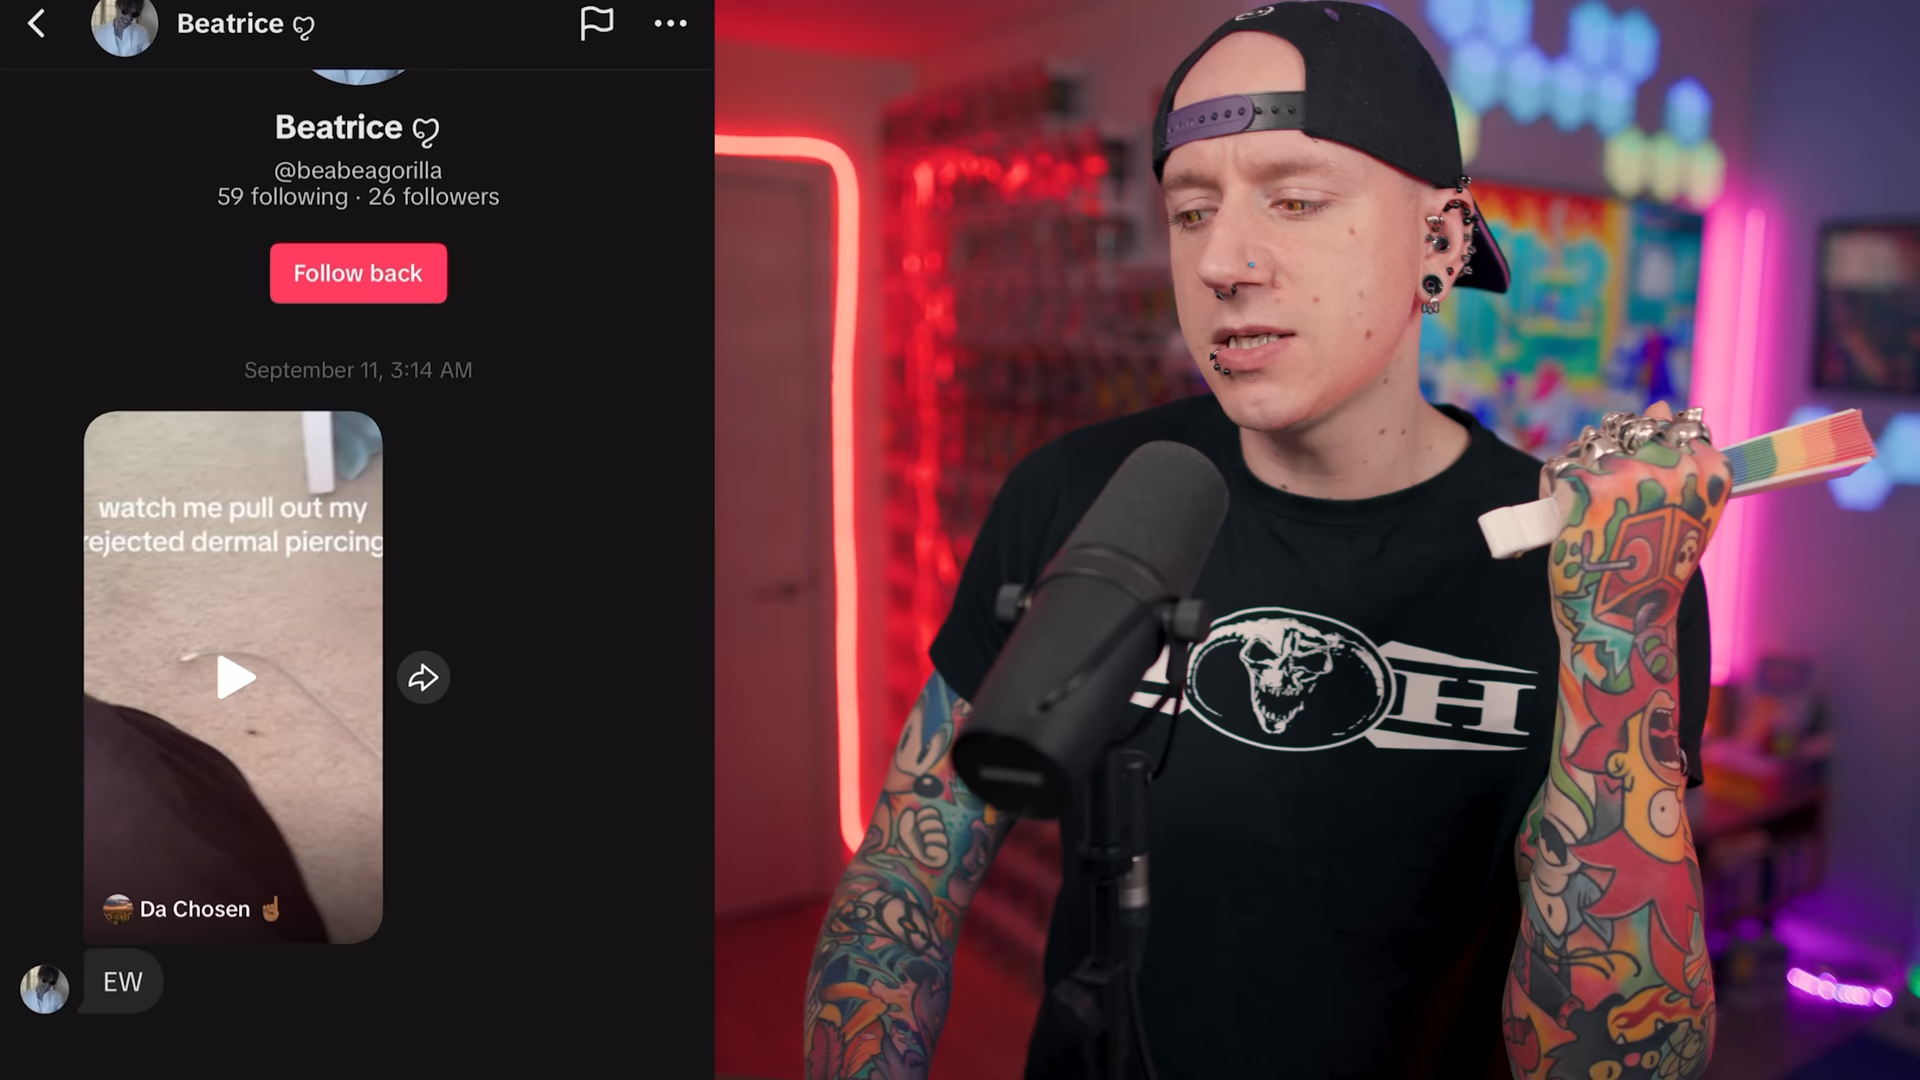 Beatrice ღ
Beatrice ღ
@beabeagorilla
59 following · 26 followers
Follow back
September 11, 3:14 AM
watch me pull out my
rejected dermal piercing
Da Chosen ☝🏽
EW
H